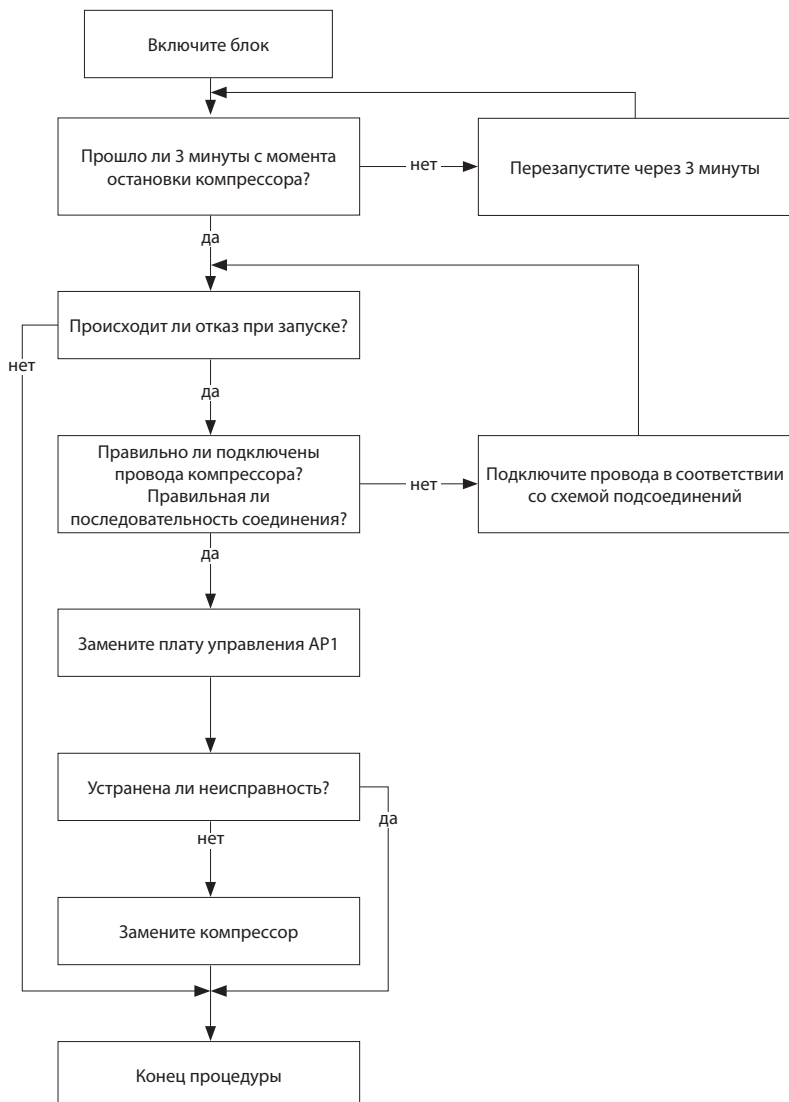 Включите блок
Прошло ли 3 минуты с момента
остановки компрессора?
нет
Перезапустите через 3 минуты
да
Происходит ли отказ при запуске?
нет
да
Правильно ли подключены
провода компрессора?
Правильная ли
последовательность соединения?
нет
Подключите провода в соответствии
со схемой подсоединений
да
Замените плату управления AP1
Устранена ли неисправность?
да
нет
Замените компрессор
Конец процедуры